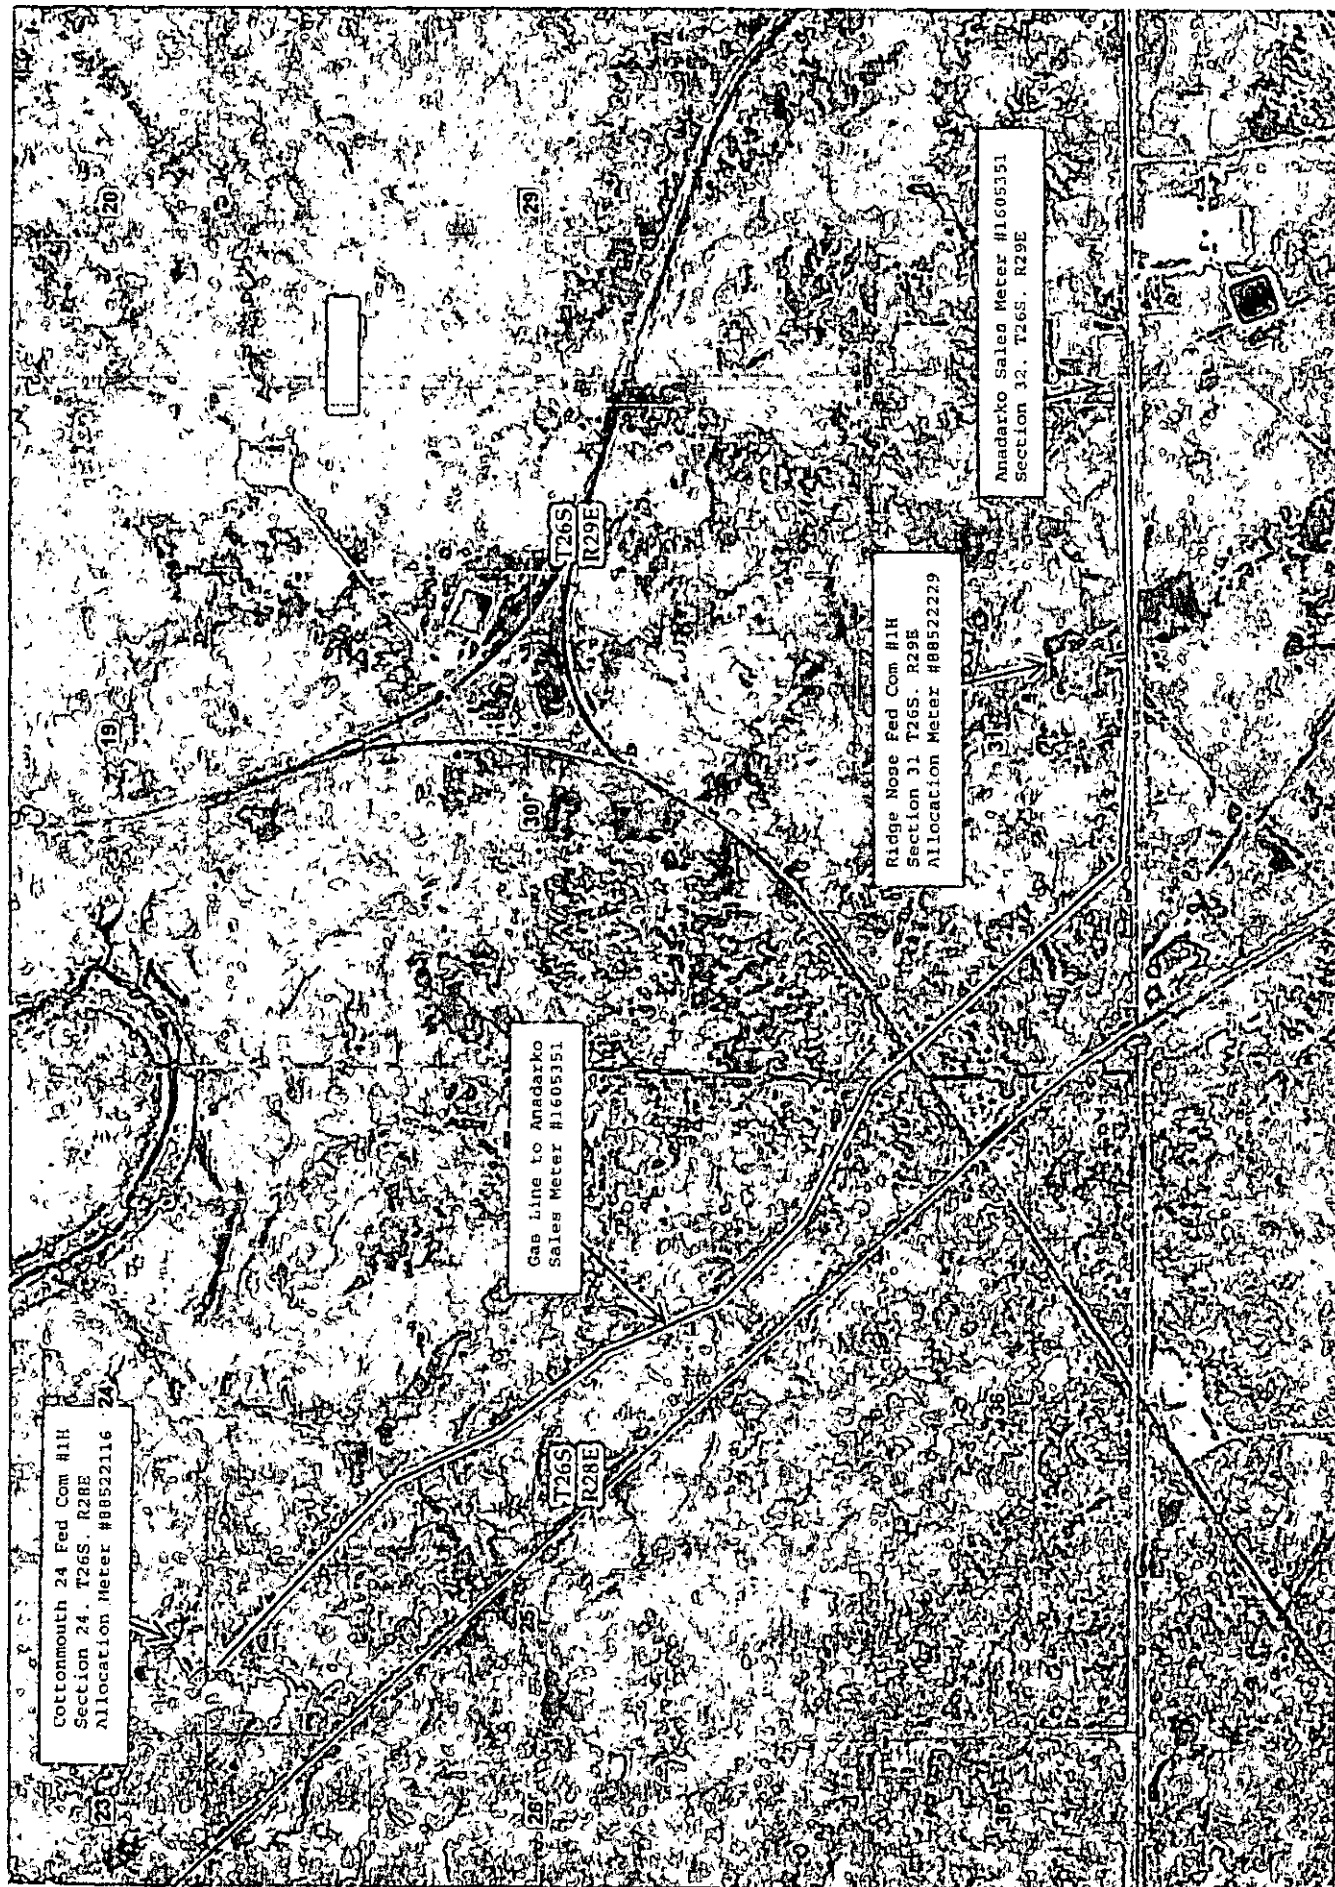 Cottonmouth 24 Fed Com #1H
Section 24. T26S. R28E
Allocation Meter #88522116
23
24
19
20
26
25
30
29
Gas Line to Anadarko
Sales Meter #1605351
T26S
R28E
T26S
R29E
Ridge Nose Fed Com #1H
Section 31 T26S. R29E
Allocation Meter #88522229
35
36
31
Anadarko Sales Meter #1605351
Section 32. T26S. R29E